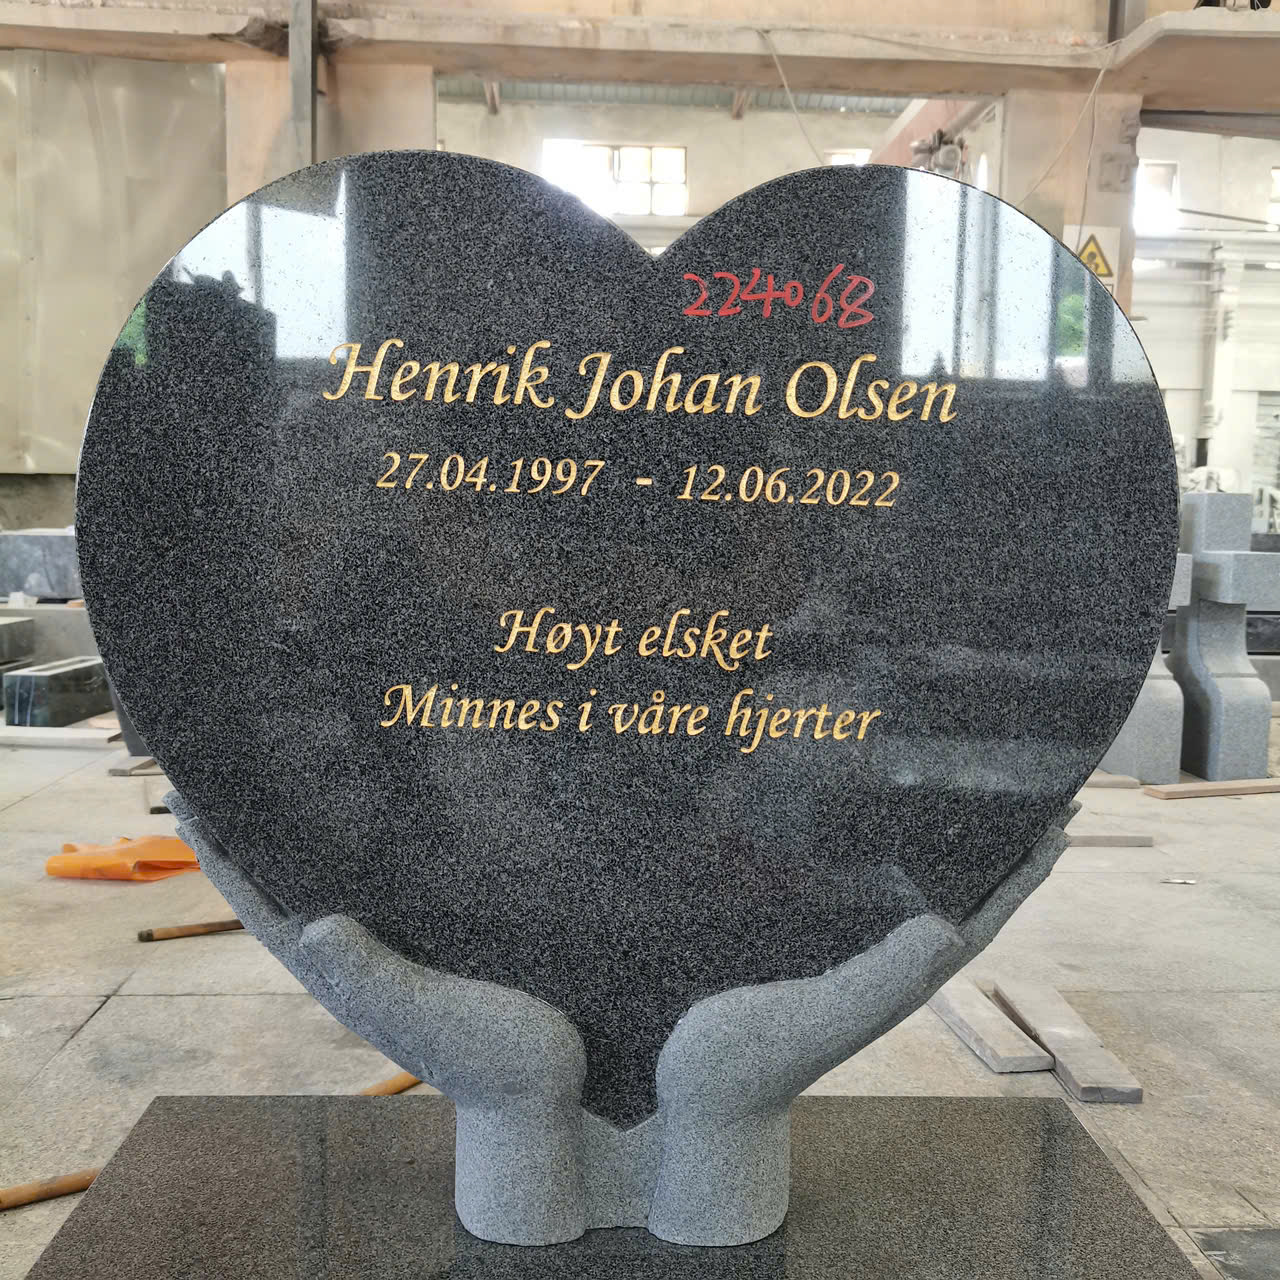 224068
Henrik Johan Olsen
27.04.1997 - 12.06.2022
Høyt elsket
Minnes i våre hjerter